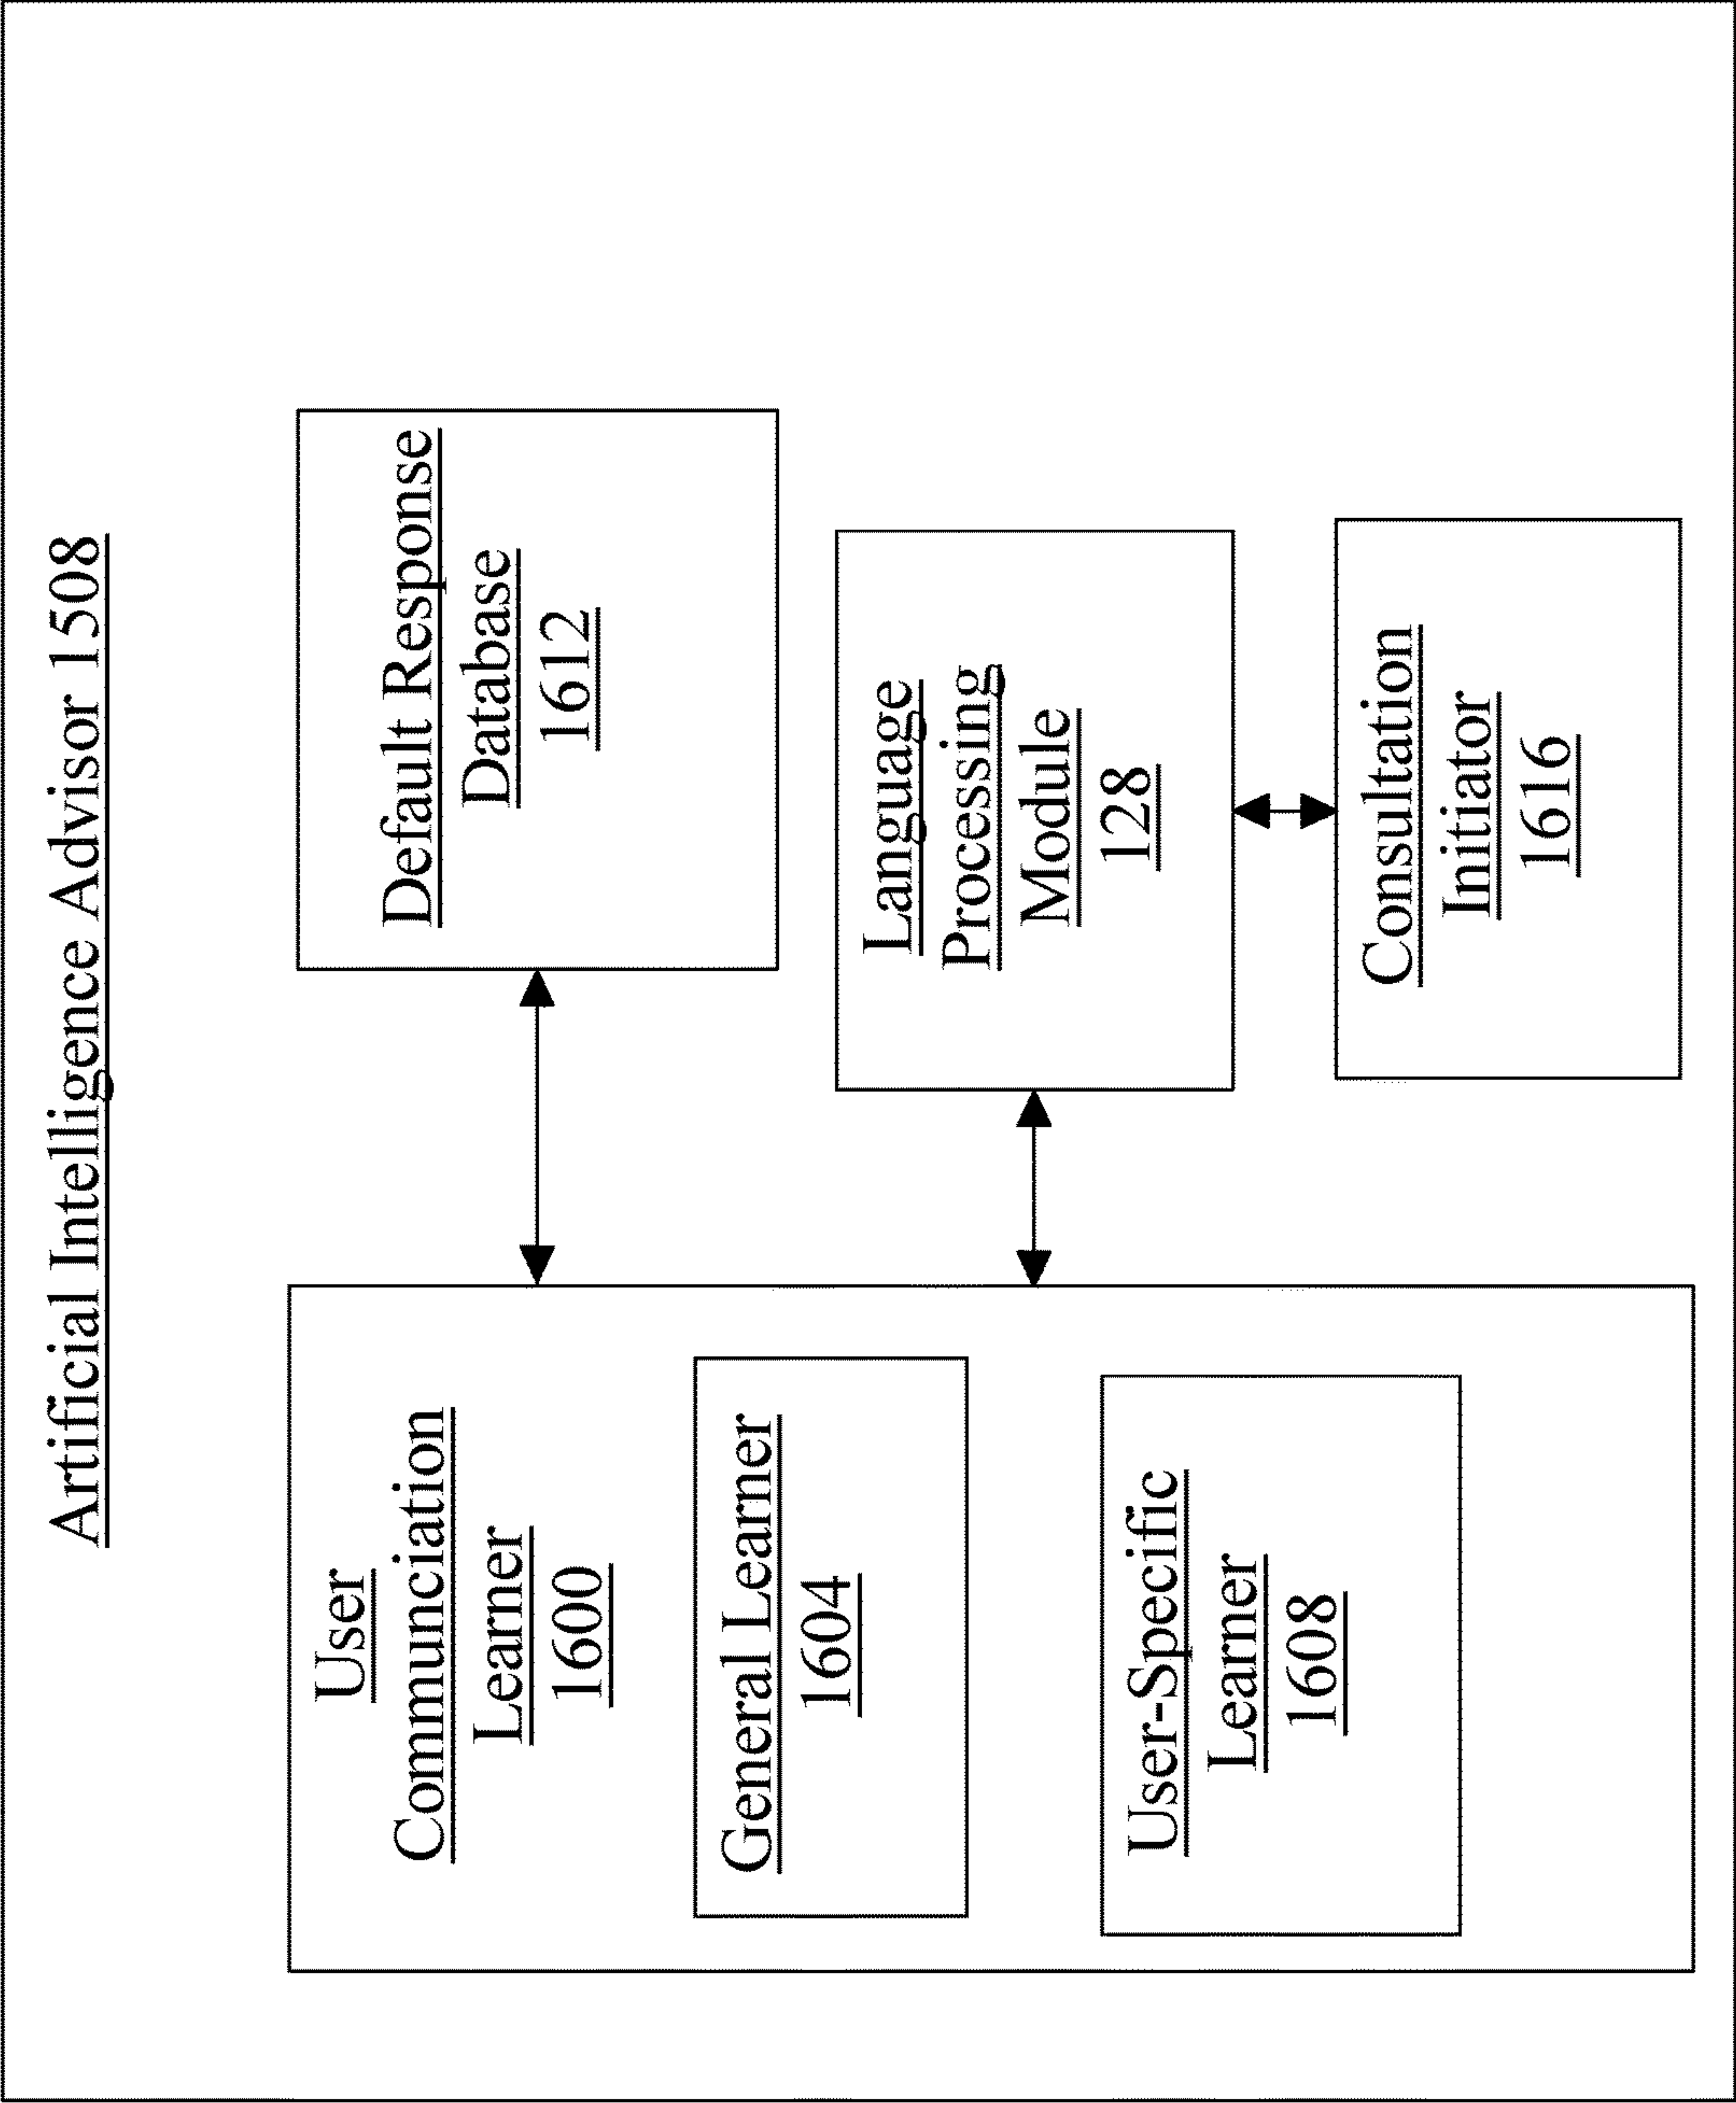 Artificial Intelligence Advisor 1508
User
Communciation
Learner
1600
General Learner
1604
User-Specific
Learner
1608
Default Response
Database
1612
Language
Processing
Module
128
Consultation
Initiator
1616